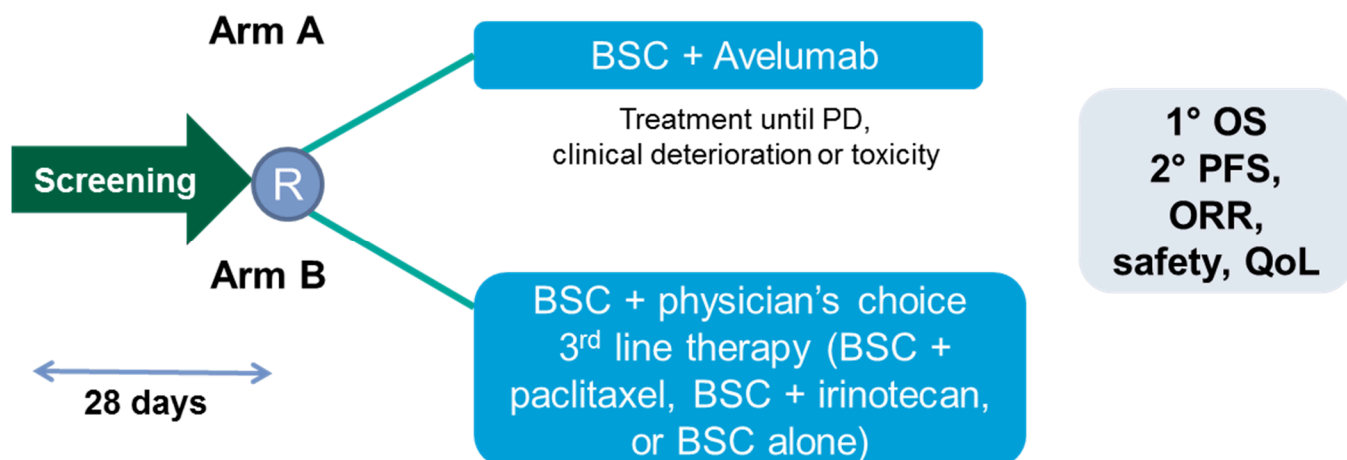 Arm A
BSC + Avelumab
Treatment until PD,
clinical deterioration or toxicity
Screening
R
Arm B
BSC + physician's choice
3rd line therapy (BSC +
paclitaxel, BSC + irinotecan,
or BSC alone)
28 days
1° OS
2° PFS,
ORR,
safety, QoL